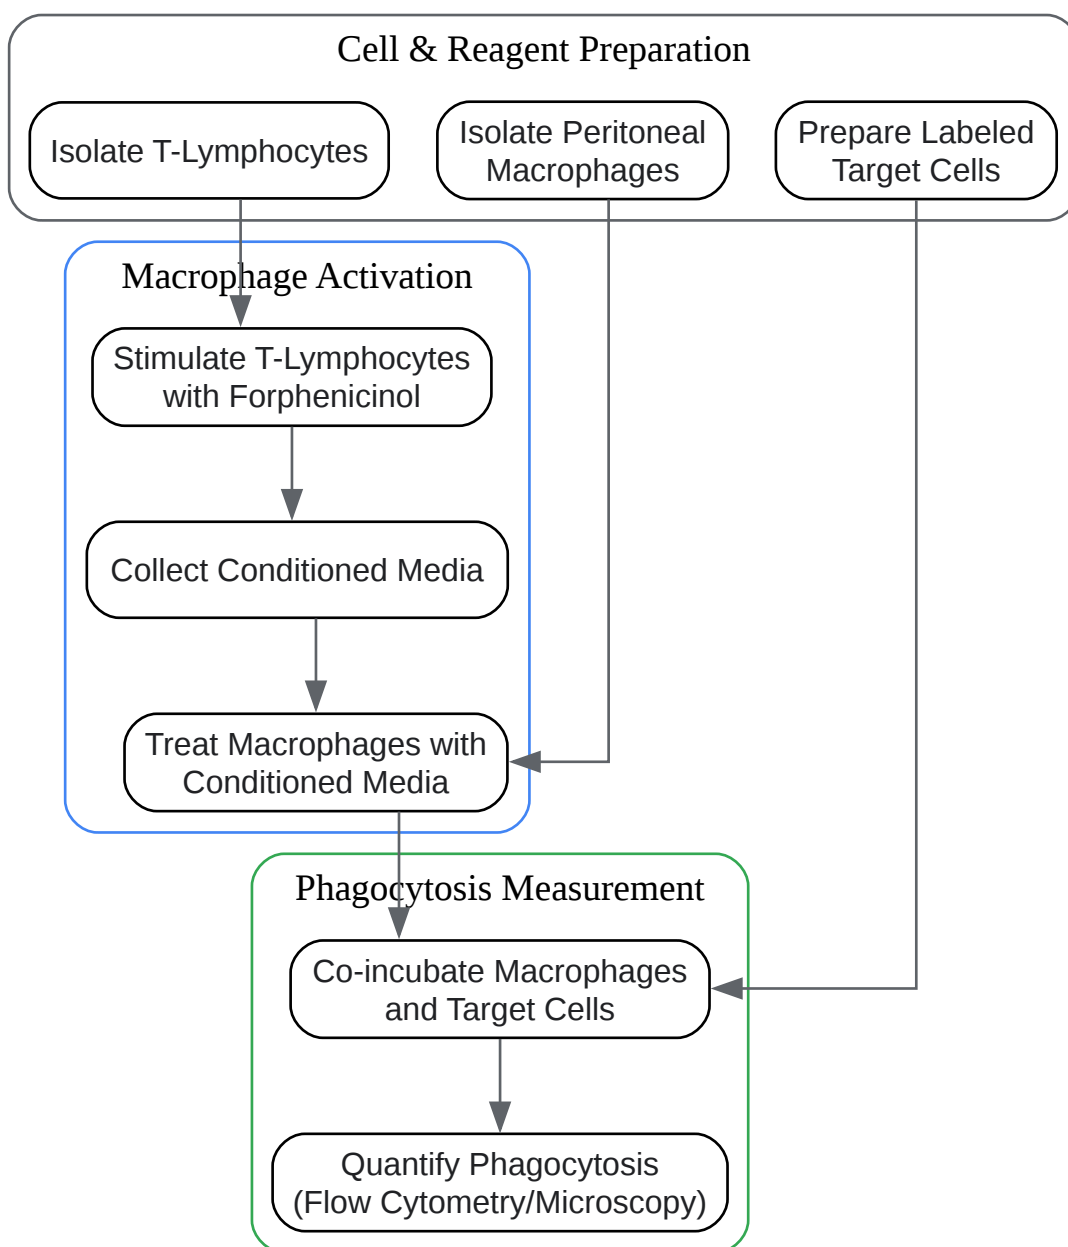 Cell & Reagent Preparation
Isolate T-Lymphocytes
Isolate Peritoneal
Macrophages
Prepare Labeled
Target Cells
Macrophage Activation
Stimulate T-Lymphocytes
with Forphenicinol
Collect Conditioned Media
Treat Macrophages with
Conditioned Media
Phagocytosis Measurement
Co-incubate Macrophages
and Target Cells
Quantify Phagocytosis
(Flow Cytometry/Microscopy)